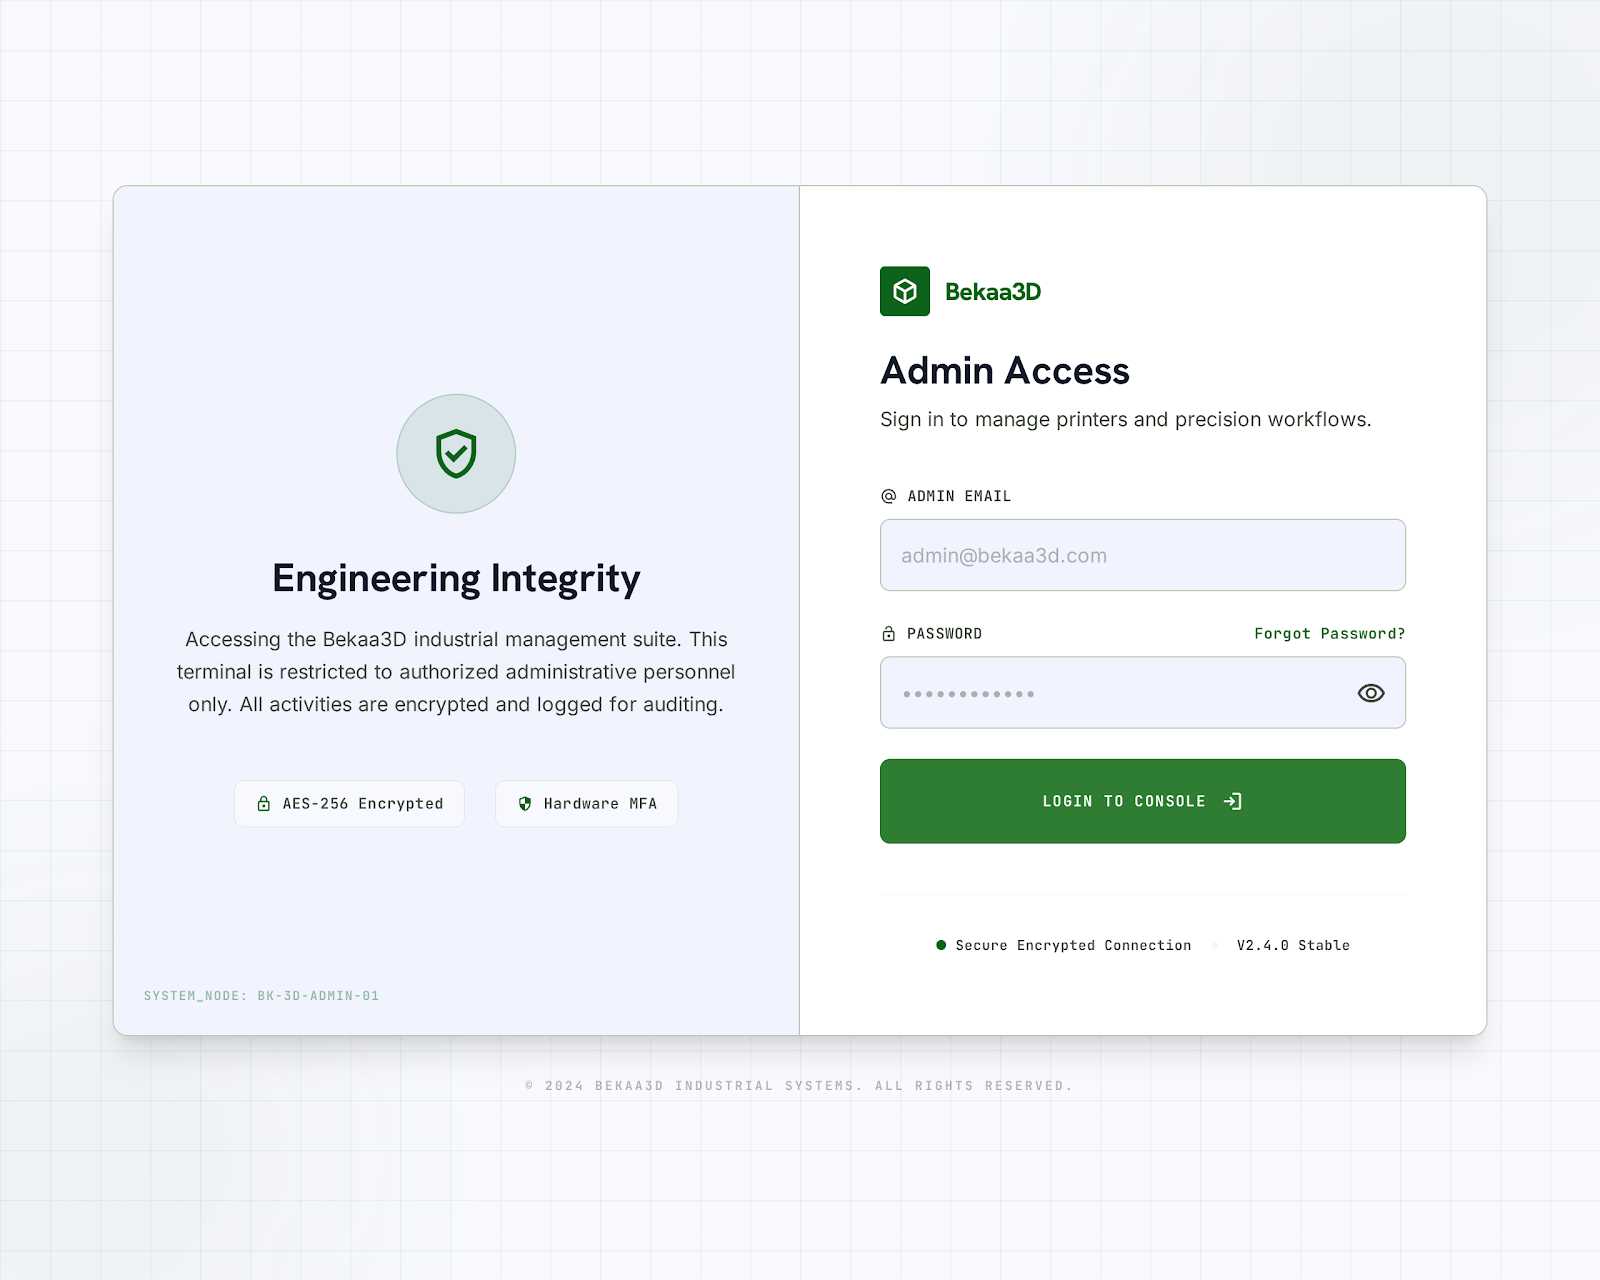 Engineering Integrity
Accessing the Bekaa3D industrial management suite. This
terminal is restricted to authorized administrative personnel
only. All activities are encrypted and logged for auditing.
AES-256 Encrypted
Hardware MFA
SYSTEM_NODE: BK-3D-ADMIN-01
Bekaa3D
Admin Access
Sign in to manage printers and precision workflows.
ADMIN EMAIL
admin@bekaa3d.com
PASSWORD
Forgot Password?
••••••••••••
LOGIN TO CONSOLE
Secure Encrypted Connection
V2.4.0 Stable
© 2024 BEKAA3D INDUSTRIAL SYSTEMS. ALL RIGHTS RESERVED.